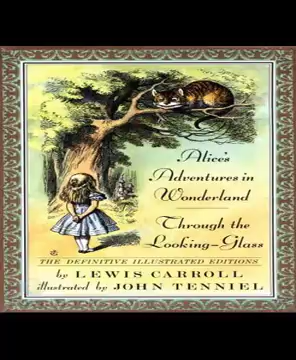 Alice's
Adventures in
Wonderland
Through the
Looking-Glass
THE DEFINITIVE ILLUSTRATED EDITIONS
by LEWIS CARROLL
illustrated by JOHN TENNIEL